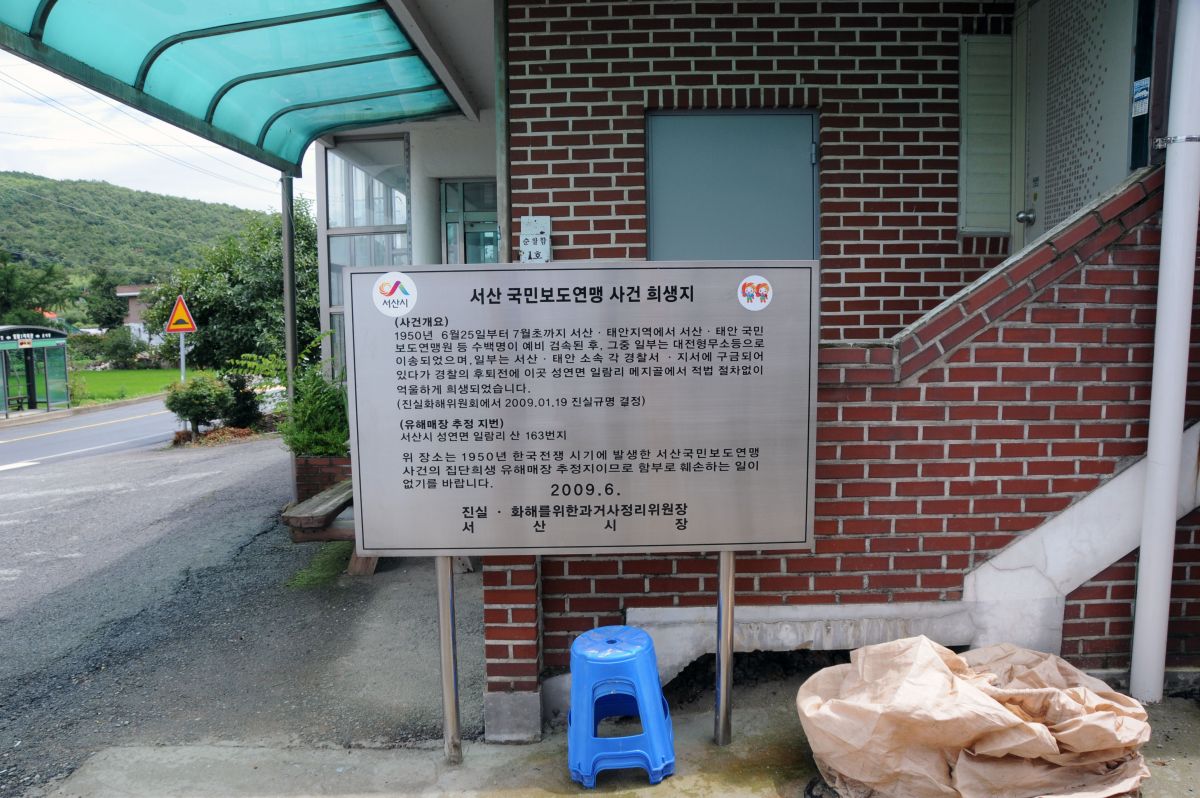 순찰함
호
서산시
서산 국민보도연맹 사건 희생지
(사건개요)
1950년 6월25일부터 7월초까지 서산 · 태안지역에서 서산 · 태안 국민
보도연맹원 등 수백명이 예비 검속된 후, 그중 일부는 대전형무소등으로
이송되었으며, 일부는 서산 · 태안 소속 각 경찰서 · 지서에 구금되어
있다가 경찰의 후퇴전에 이곳 성연면 일람리 메지골에서 적법 절차없이
억울하게 희생되었습니다.
(진실화해위원회에서 2009.01.19 진실규명 결정)
(유해매장 추정 지번)
서산시 성연면 일람리 산 163번지
위 장소는 1950년 한국전쟁 시기에 발생한 서산국민보도연맹
사건의 집단희생 유해매장 추정지이므로 함부로 훼손하는 일이
없기를 바랍니다.
2009.6.
진실 · 화해를위한과거사정리위원장
서 산 시 장